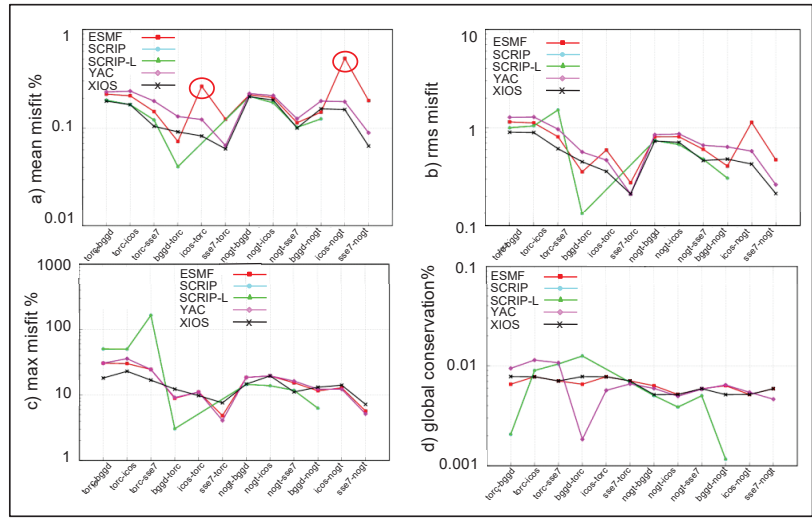 1
0.1
0.01
a) mean misfit %
ESMF
SCRIP
SCRIP-L
YAC
XIOS
torc-bggd
torc-icos
torc-sse7
bggd-torc
icos-torc
sse7-torc
nogt-bggd
nogt-icos
nogt-sse7
bggd-nogt
icos-nogt
sse7-nogt
10
1
0.1
b) rms misfit
ESMF
SCRIP
SCRIP-L
YAC
XIOS
torc-bggd
torc-icos
torc-sse7
bggd-torc
icos-torc
sse7-torc
nogt-bggd
nogt-icos
nogt-sse7
bggd-nogt
icos-nogt
sse7-nogt
1000
100
10
1
c) max misfit %
ESMF
SCRIP
SCRIP-L
YAC
XIOS
torc-bggd
torc-icos
torc-sse7
bggd-torc
icos-torc
sse7-torc
nogt-bggd
nogt-icos
nogt-sse7
bggd-nogt
icos-nogt
sse7-nogt
0.1
0.01
0.001
d) global conservation%
ESMF
SCRIP
SCRIP-L
YAC
XIOS
torc-bggd
torc-icos
torc-sse7
bggd-torc
icos-torc
sse7-torc
nogt-bggd
nogt-icos
nogt-sse7
bggd-nogt
icos-nogt
sse7-nogt